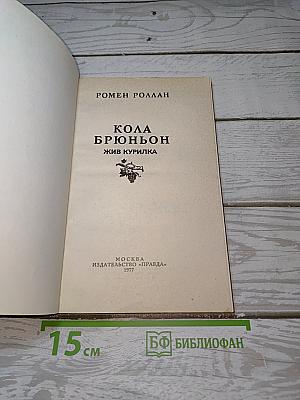 РОМЕН РОЛЛАН
КОЛА
БРЮНЬОН
ЖИВ КУРИЛКА
МОСКВА
ИЗДАТЕЛЬСТВО «ПРАВДА»
1977
15 см
БФ БИБЛИОФАН